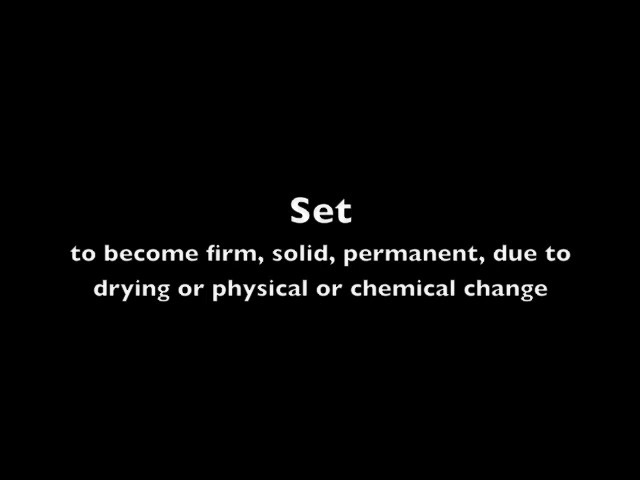 Set
to become firm, solid, permanent, due to
drying or physical or chemical change